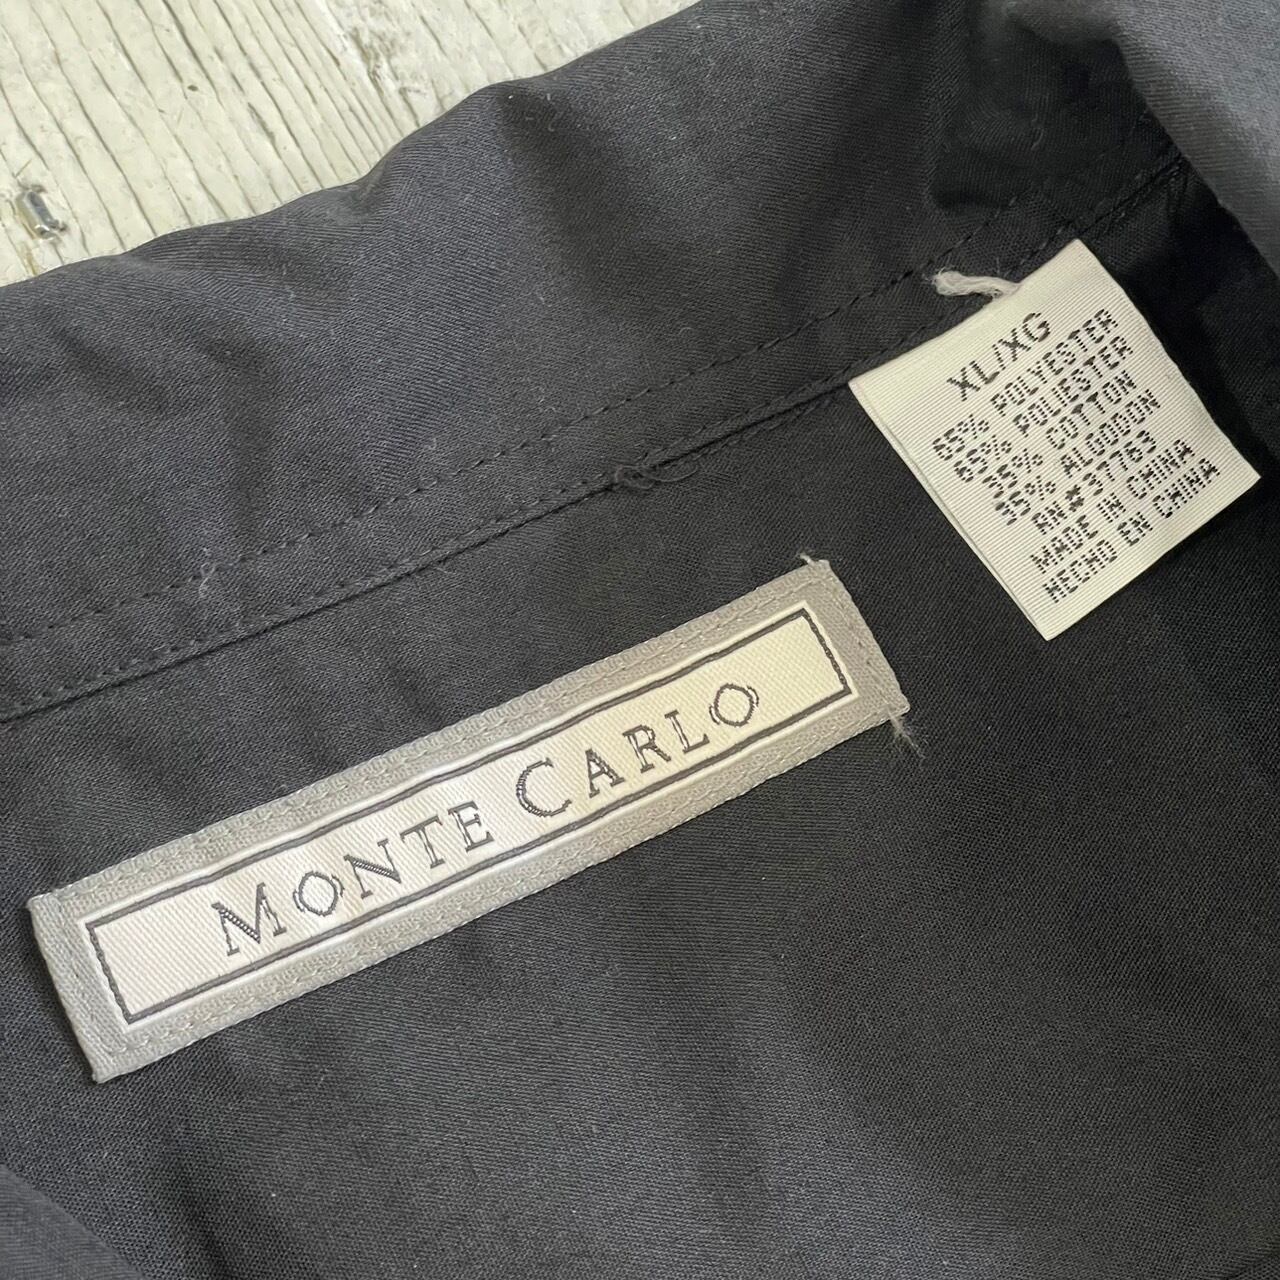 XL/XG
65% POLYESTER
65% POLIESTER
35% COTTON
35% ALGODON
RN # 37763
MADE IN CHINA
HECHO EN CHINA
MONTE CARLO